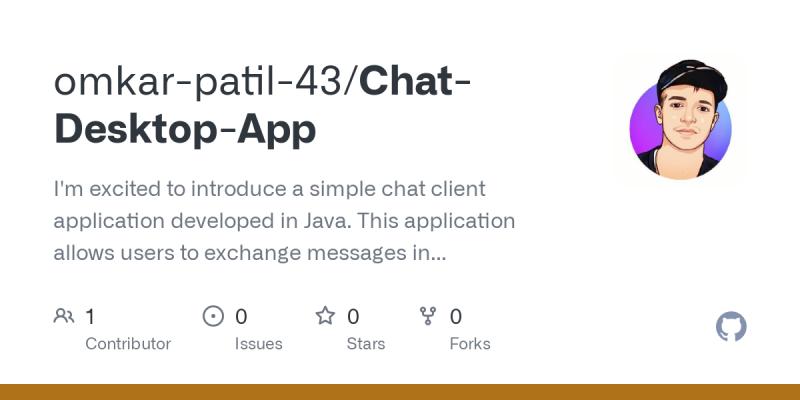 omkar-patil-43/Chat-
Desktop-App
I'm excited to introduce a simple chat client
application developed in Java. This application
allows users to exchange messages in...
1 0 0 0
Contributor Issues Stars Forks